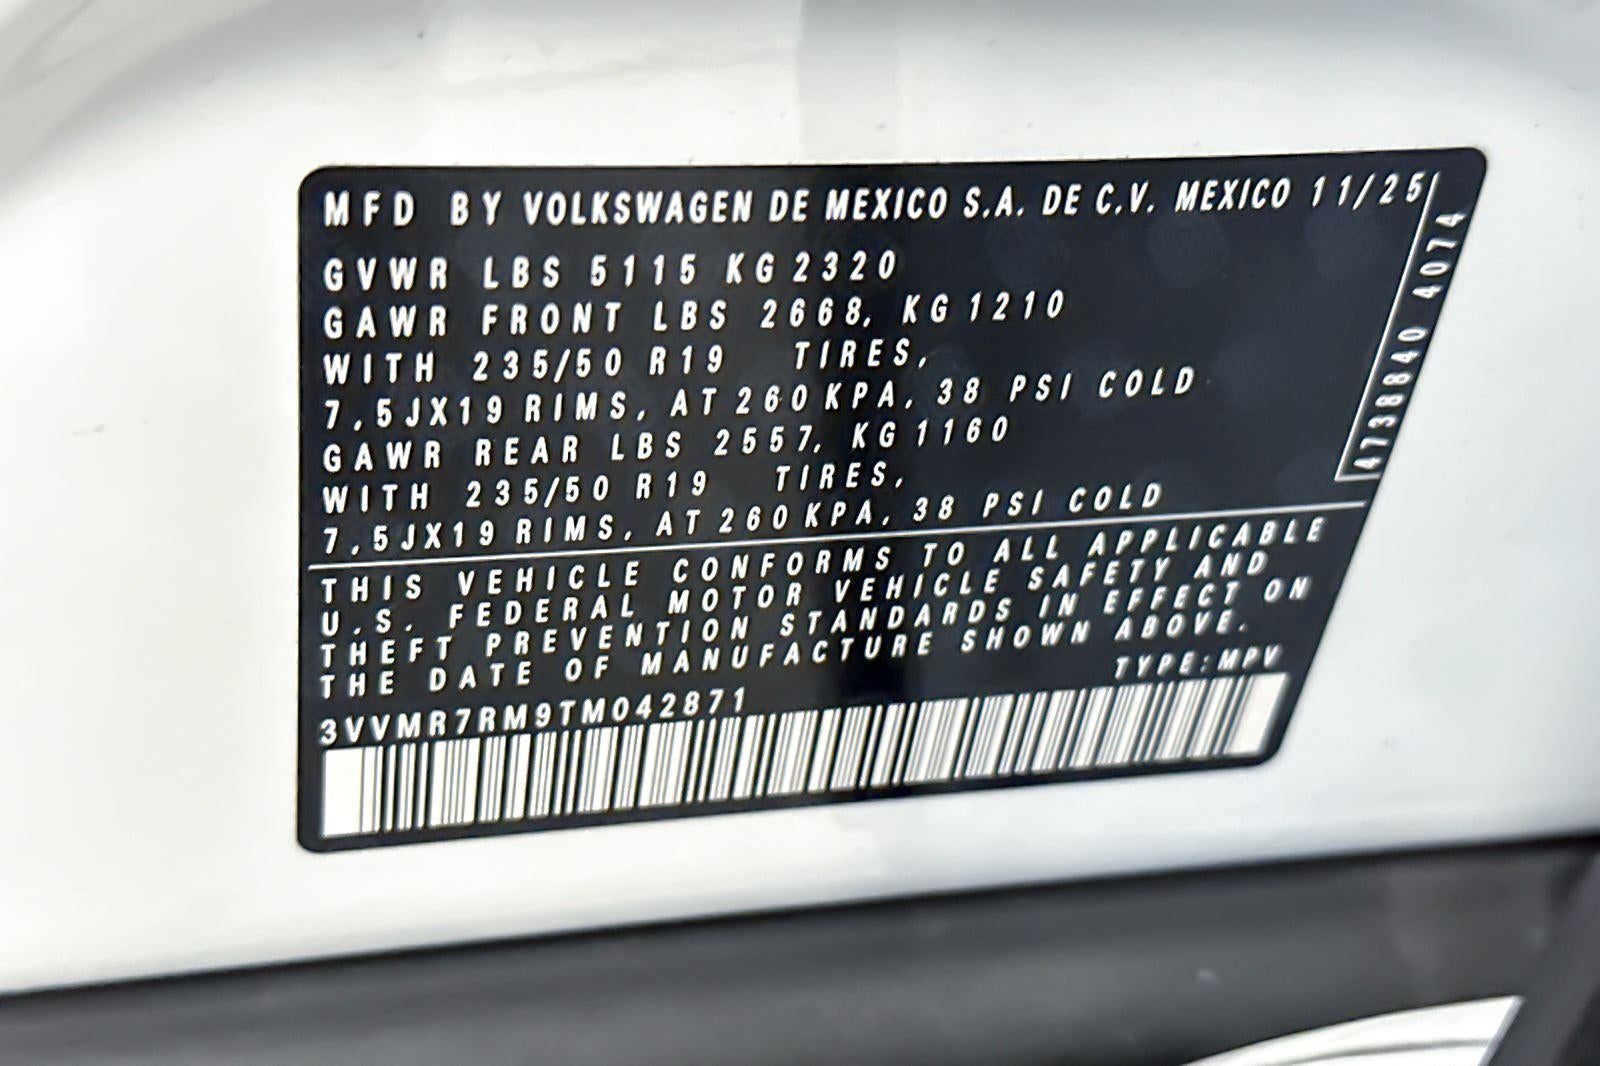 MFD BY VOLKSWAGEN DE MEXICO S.A. DE C.V. MEXICO 11/25
GVWR LBS 5115 KG 2320
GAWR FRONT LBS 2668, KG 1210
WITH 235/50 R19 TIRES,
7.5JX19 RIMS, AT 260 KPA, 38 PSI COLD
GAWR REAR LBS 2557, KG 1160
WITH 235/50 R19 TIRES,
7.5JX19 RIMS, AT 260 KPA, 38 PSI COLD
4738840 4074
THIS VEHICLE CONFORMS TO ALL APPLICABLE
U.S. FEDERAL MOTOR VEHICLE SAFETY AND
THEFT PREVENTION STANDARDS IN EFFECT ON
THE DATE OF MANUFACTURE SHOWN ABOVE.
TYPE:MPV
3VVMR7RM9TM042871